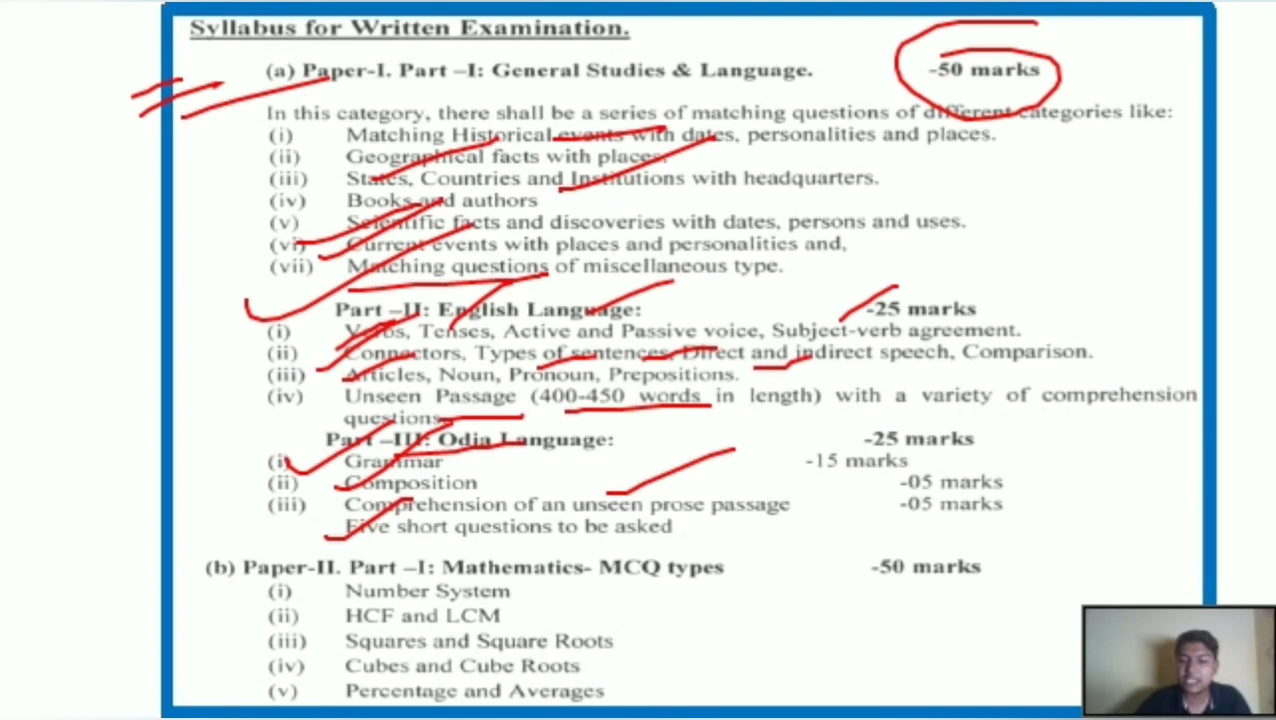 Syllabus for Written Examination.
(a) Paper-I. Part –I: General Studies & Language. -50 marks
In this category, there shall be a series of matching questions of different categories like:
(i) Matching Historical events with dates, personalities and places.
(ii) Geographical facts with places.
(iii) States, Countries and Institutions with headquarters.
(iv) Books and authors
(v) Scientific facts and discoveries with dates, persons and uses.
(vi) Current events with places and personalities and,
(vii) Matching questions of miscellaneous type.
Part –II: English Language: -25 marks
(i) Verbs, Tenses, Active and Passive voice, Subject-verb agreement.
(ii) Connectors, Types of sentences, Direct and indirect speech, Comparison.
(iii) Articles, Noun, Pronoun, Prepositions.
(iv) Unseen Passage (400-450 words in length) with a variety of comprehension
questions
Part –III: Odia Language: -25 marks
(i) Grammar -15 marks
(ii) Composition -05 marks
(iii) Comprehension of an unseen prose passage -05 marks
Five short questions to be asked
(b) Paper-II. Part –I: Mathematics- MCQ types -50 marks
(i) Number System
(ii) HCF and LCM
(iii) Squares and Square Roots
(iv) Cubes and Cube Roots
(v) Percentage and Averages